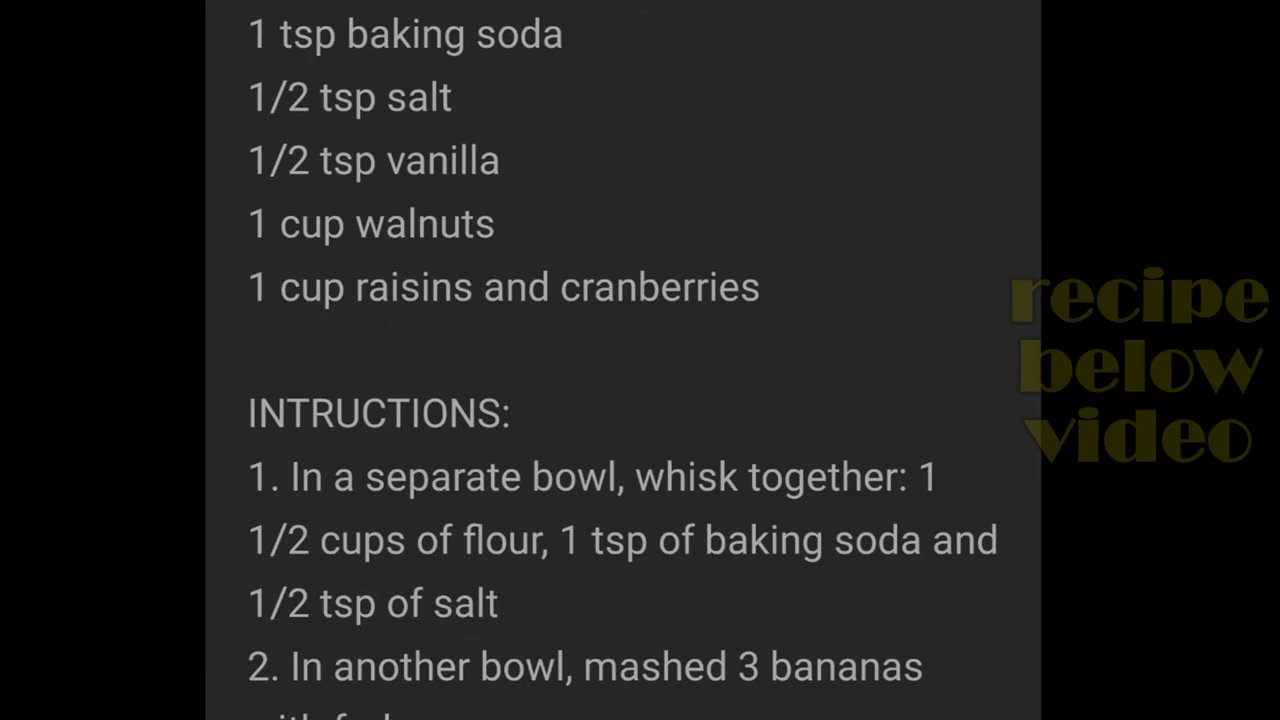 1 tsp baking soda
1/2 tsp salt
1/2 tsp vanilla
1 cup walnuts
1 cup raisins and cranberries
INTRUCTIONS:
1. In a separate bowl, whisk together: 1
1/2 cups of flour, 1 tsp of baking soda and
1/2 tsp of salt
2. In another bowl, mashed 3 bananas
recipe
below
video